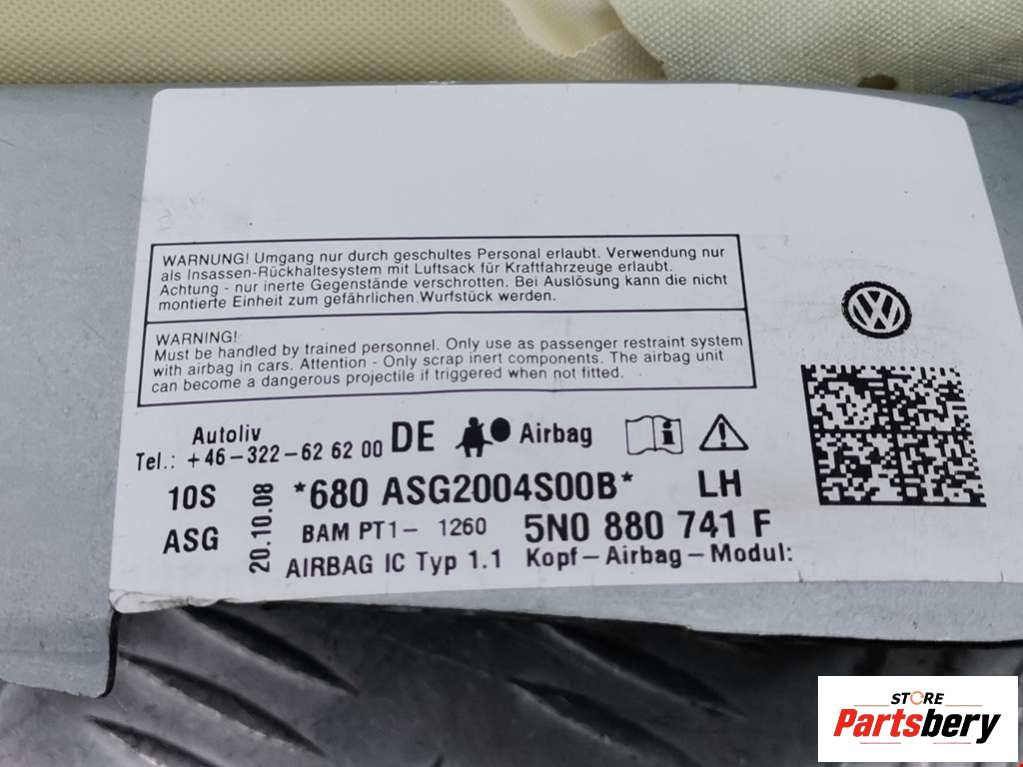 WARNUNG! Umgang nur durch geschultes Personal erlaubt. Verwendung nur
als Insassen-Rückhaltesystem mit Luftsack für Kraftfahrzeuge erlaubt.
Achtung - nur inerte Gegenstände verschrotten. Bei Auslösung kann die nicht
montierte Einheit zum gefährlichen Wurfstück werden.
WARNING!
Must be handled by trained personnel. Only use as passenger restraint system
with airbag in cars. Attention - Only scrap inert components. The airbag unit
can become a dangerous projectile if triggered when not fitted.
Autoliv
Tel.: +46-322-62 62 00 DE Airbag
10S 20.10.08 *680 ASG2004S00B* LH
ASG BAM PT1- 1260 5N0 880 741 F
AIRBAG IC Typ 1.1 Kopf-Airbag-Modul:
STORE
Partsbery